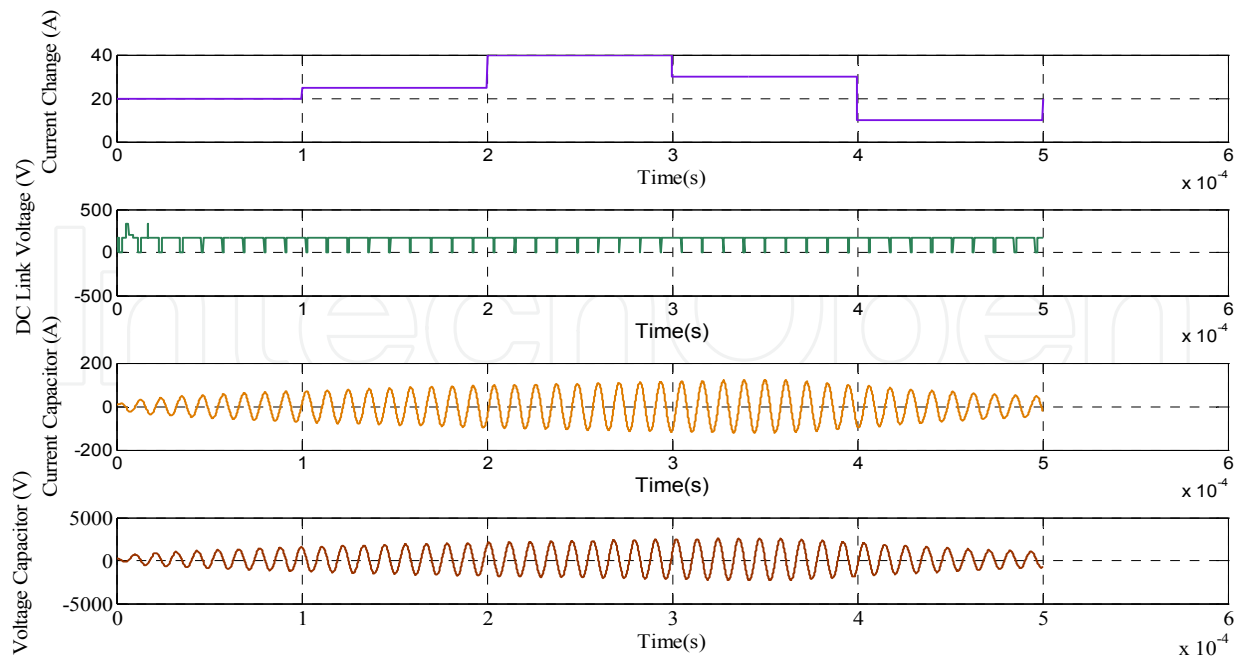 Current Change (A)
40
20
0
0 1 2 3 4 5 6
Time(s)
x 10-4
DC Link Voltage (V)
500
0
-500
0 1 2 3 4 5 6
Time(s)
x 10-4
Current Capacitor (A)
200
0
-200
0 1 2 3 4 5 6
Time(s)
x 10-4
Voltage Capacitor (V)
5000
0
-5000
0 1 2 3 4 5 6
Time(s)
x 10-4
IntechOpen